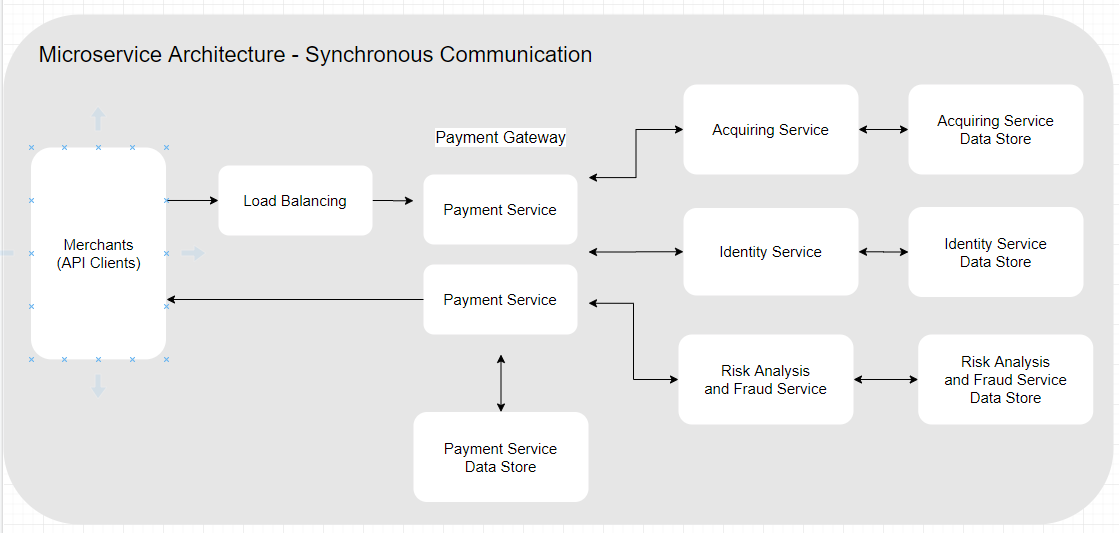 Microservice Architecture - Synchronous Communication
Payment Gateway
Merchants
(API Clients)
Load Balancing
Payment Service
Payment Service
Payment Service
Data Store
Acquiring Service
Acquiring Service
Data Store
Identity Service
Identity Service
Data Store
Risk Analysis
and Fraud Service
Risk Analysis
and Fraud Service
Data Store